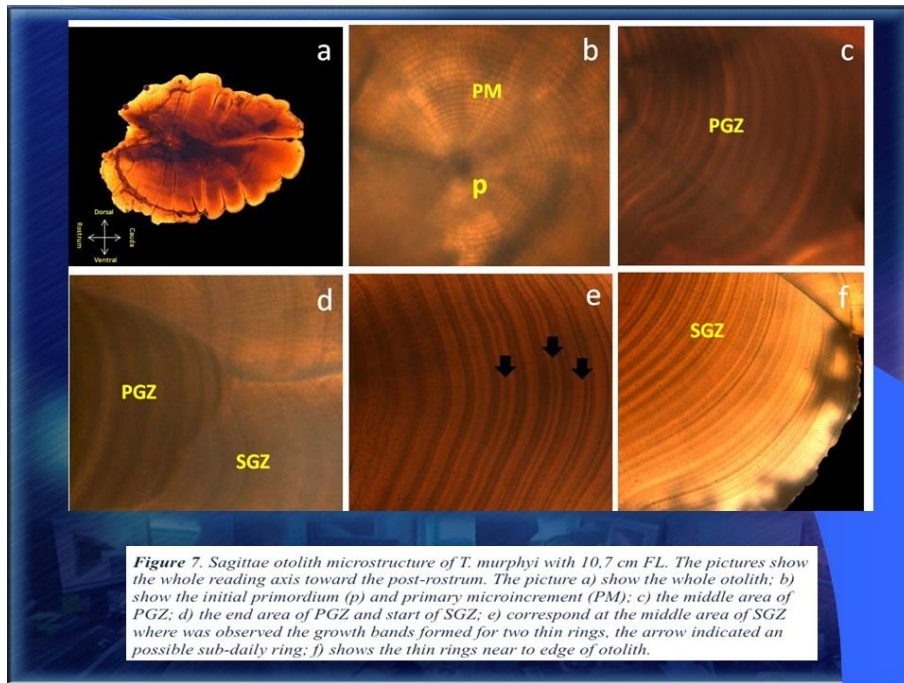 a
Dorsal
Rostrum
Cauda
Ventral
b
PM
p
c
PGZ
d
PGZ
SGZ
e
f
SGZ
Figure 7. Sagittae otolith microstructure of T. murphyi with 10,7 cm FL. The pictures show
the whole reading axis toward the post-rostrum. The picture a) show the whole otolith; b)
show the initial primordium (p) and primary microincrement (PM); c) the middle area of
PGZ; d) the end area of PGZ and start of SGZ; e) correspond at the middle area of SGZ
where was observed the growth bands formed for two thin rings, the arrow indicated an
possible sub-daily ring; f) shows the thin rings near to edge of otolith.